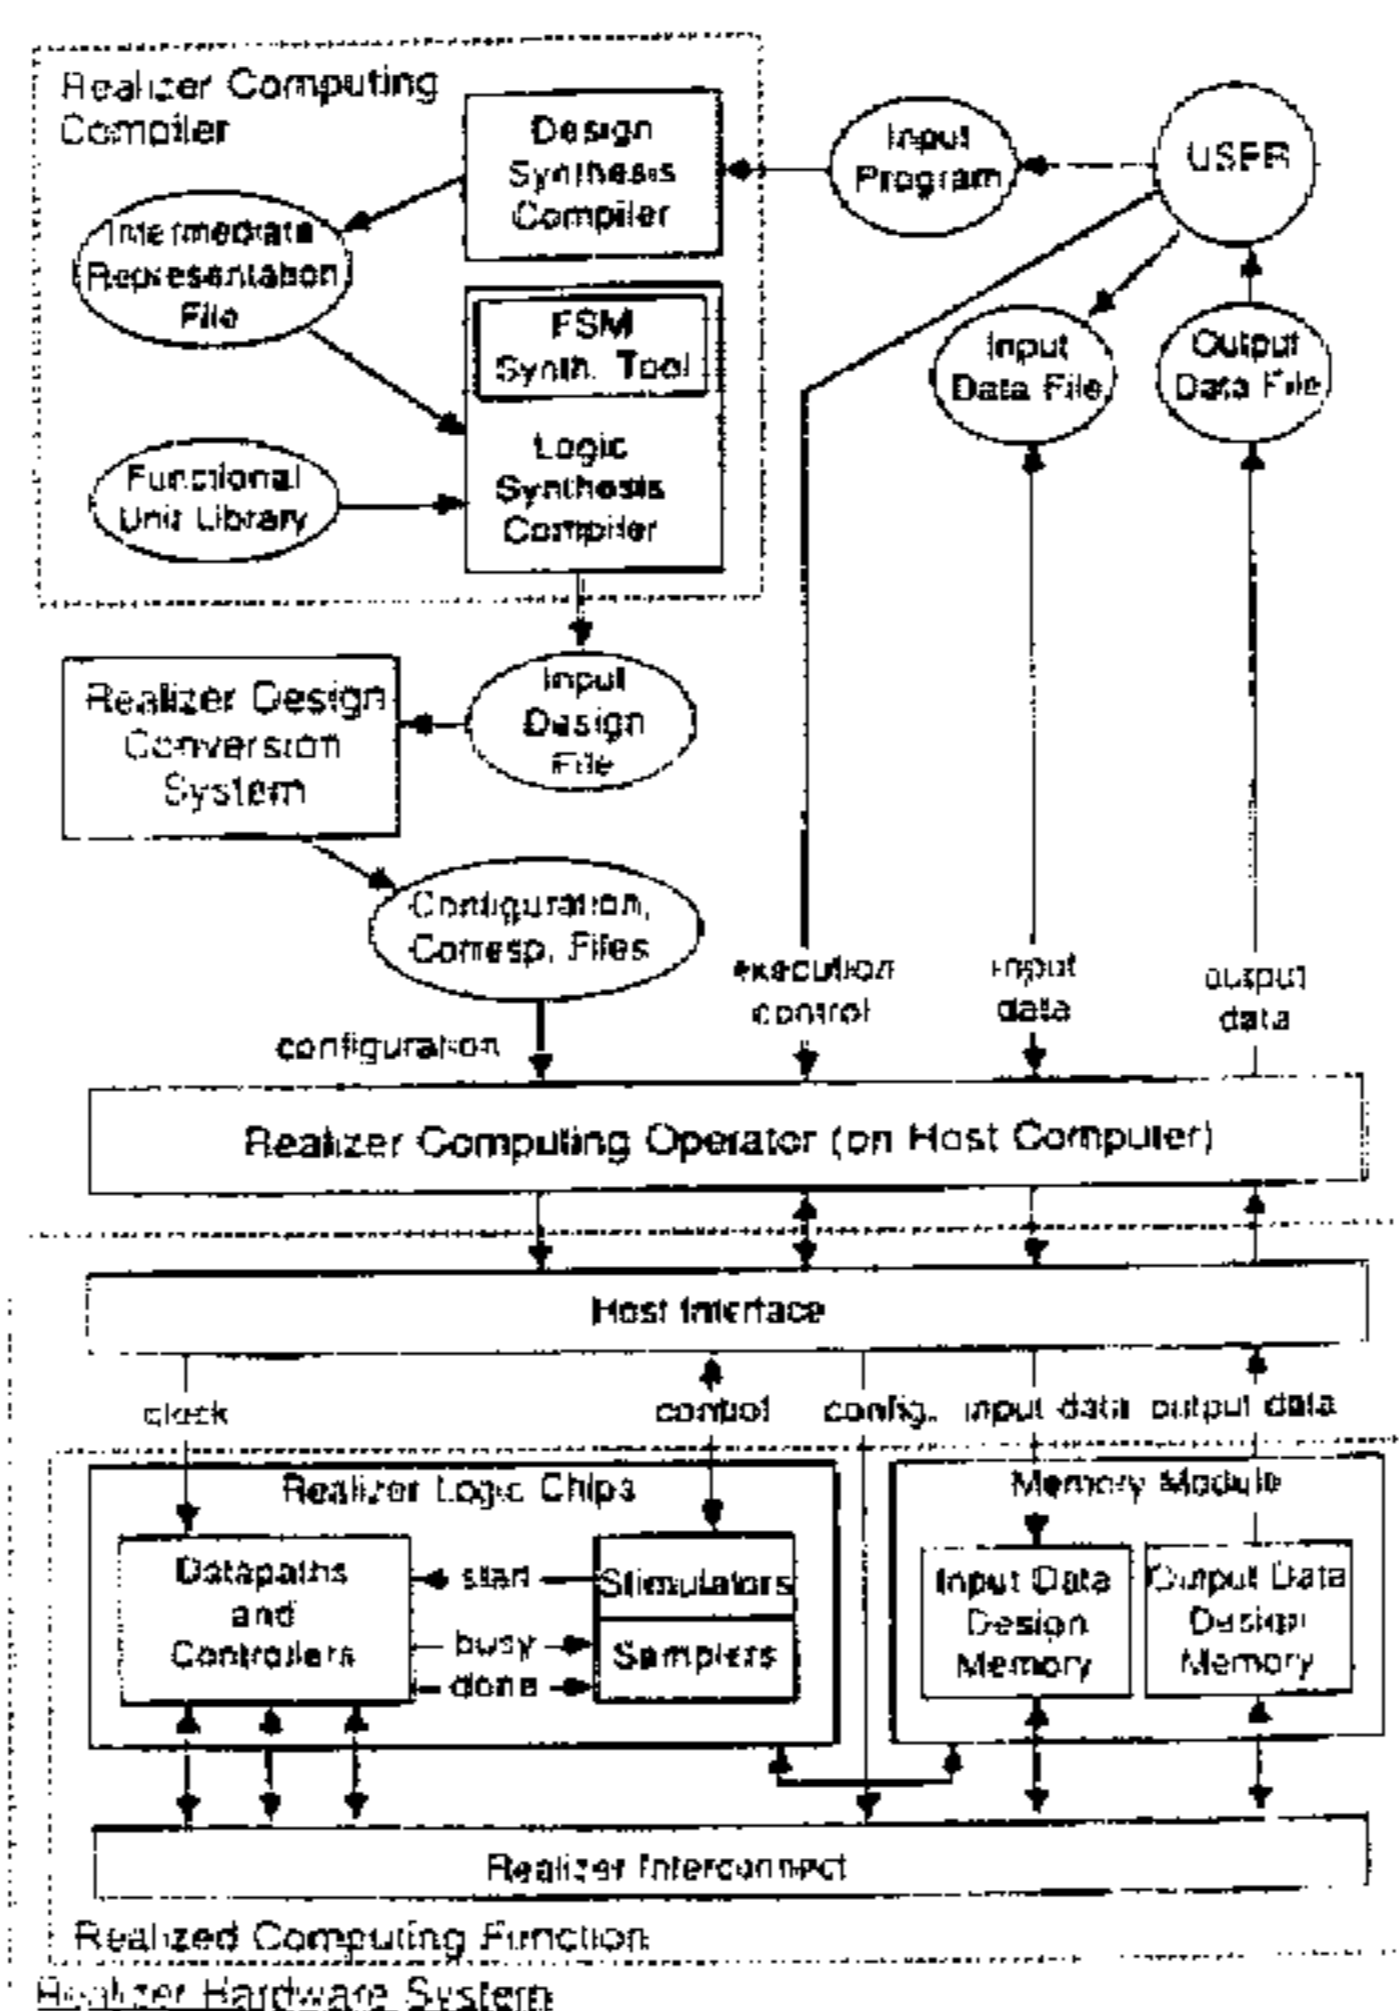 Realizer Computing
Compiler
Design
Synthesis
Compiler
Input
Program
USER
Intermediate
Representation
File
FSM
Synth. Tool
Logic
Synthesis
Compiler
Functional
Unit Library
Input
Data File
Output
Data File
Input
Design
File
Realizer Design
Conversion
System
Configuration,
Corresp. Files
configuration
execution
control
input
data
output
data
Realizer Computing Operator (on Host Computer)
Host Interface
clock
control
config.
input data
output data
Realizer Logic Chips
Datapaths
and
Controllers
start
busy
done
Stimulators
Samplers
Memory Module
Input Data
Design
Memory
Output Data
Design
Memory
Realizer Interconnect
Realized Computing Function
Realizer Hardware System